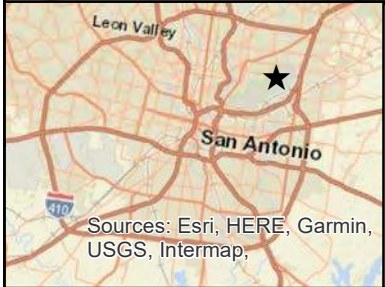 Leon Valley
San Antonio
410
Sources: Esri, HERE, Garmin,
USGS, Intermap,